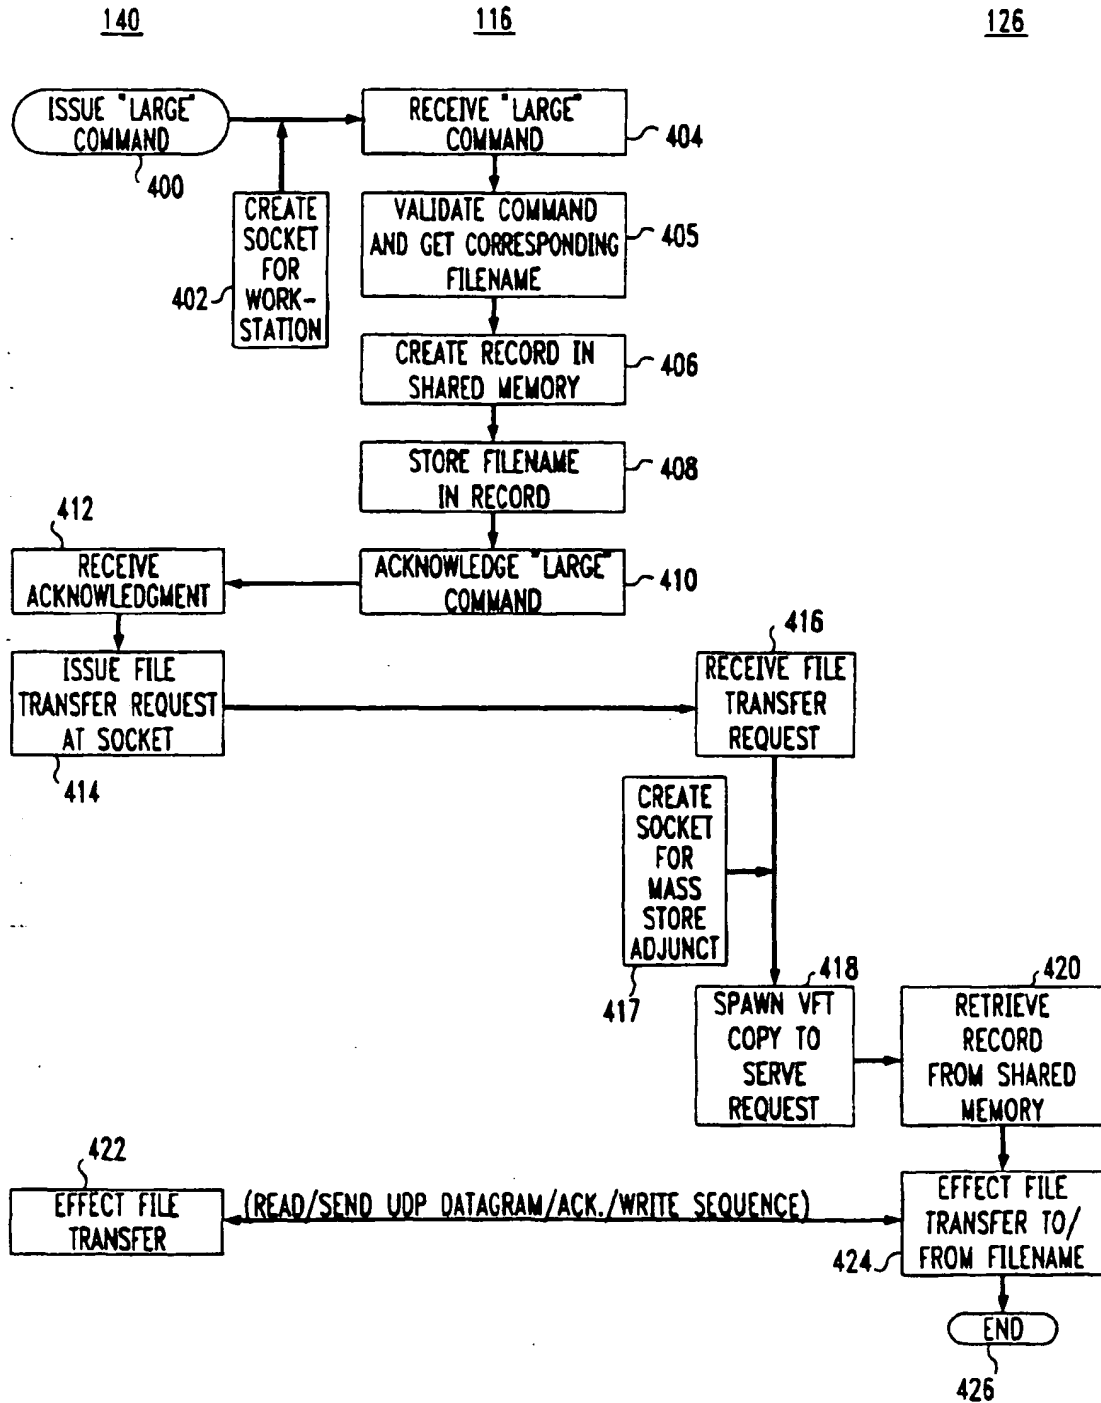 140
116
126
ISSUE "LARGE"
COMMAND
400
RECEIVE "LARGE"
COMMAND
404
CREATE
SOCKET
FOR
WORK-
STATION
402
VALIDATE COMMAND
AND GET CORRESPONDING
FILENAME
405
CREATE RECORD IN
SHARED MEMORY
406
STORE FILENAME
IN RECORD
408
412
RECEIVE
ACKNOWLEDGMENT
ACKNOWLEDGE "LARGE"
COMMAND
410
ISSUE FILE
TRANSFER REQUEST
AT SOCKET
414
416
RECEIVE FILE
TRANSFER
REQUEST
CREATE
SOCKET
FOR
MASS
STORE
ADJUNCT
417
418
SPAWN VFT
COPY TO
SERVE
REQUEST
420
RETRIEVE
RECORD
FROM SHARED
MEMORY
422
EFFECT FILE
TRANSFER
(READ/SEND UDP DATAGRAM/ACK./WRITE SEQUENCE)
EFFECT FILE
TRANSFER TO/
FROM FILENAME
424
END
426